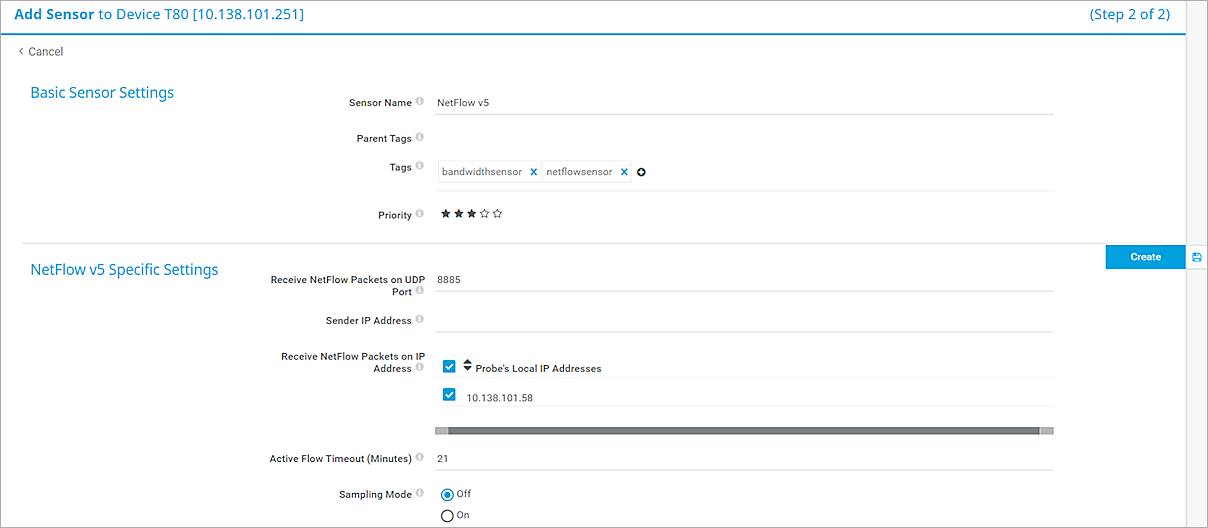 Add Sensor to Device T80 [10.138.101.251] (Step 2 of 2)
Cancel
Basic Sensor Settings
Sensor Name NetFlow v5
Parent Tags
Tags bandwidthsensor netflowsensor
Priority
NetFlow v5 Specific Settings
Create
Receive NetFlow Packets on UDP
Port 8885
Sender IP Address
Receive NetFlow Packets on IP
Address Probe's Local IP Addresses
10.138.101.58
Active Flow Timeout (Minutes) 21
Sampling Mode Off
On